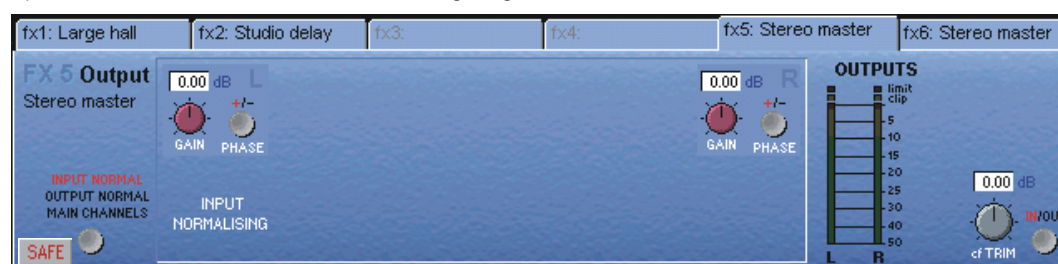 fx1: Large hall
fx2: Studio delay
fx3:
fx4:
fx5: Stereo master
fx6: Stereo master
FX 5 Output
Stereo master
INPUT NORMAL
OUTPUT NORMAL
MAIN CHANNELS
SAFE
0.00 dB L
+/-
GAIN PHASE
INPUT
NORMALISING
0.00 dB R
+/-
GAIN PHASE
OUTPUTS
limit
clip
5
10
15
20
25
30
40
50
L R
0.00 dB
IN/OU
cf TRIM